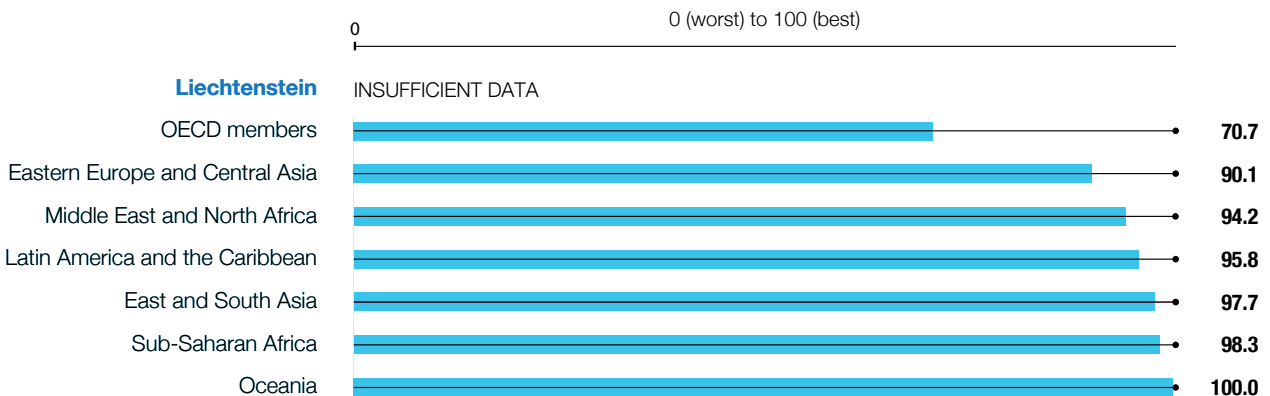 0 (worst) to 100 (best)
0
Liechtenstein INSUFFICIENT DATA
OECD members 70.7
Eastern Europe and Central Asia 90.1
Middle East and North Africa 94.2
Latin America and the Caribbean 95.8
East and South Asia 97.7
Sub-Saharan Africa 98.3
Oceania 100.0